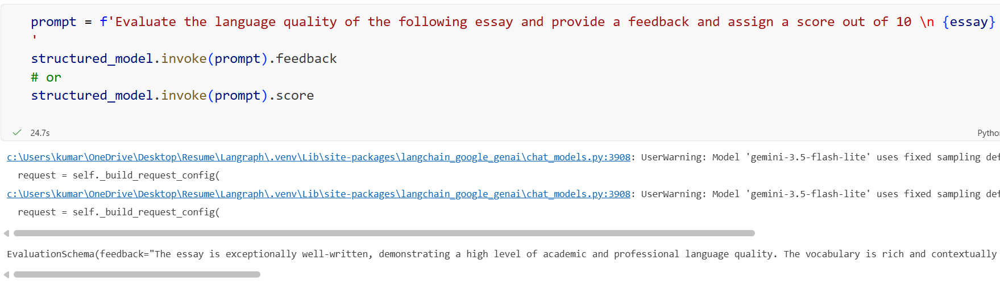 prompt = f'Evaluate the language quality of the following essay and provide a feedback and assign a score out of 10 \n {essay}
'
structured_model.invoke(prompt).feedback
# or
structured_model.invoke(prompt).score
24.7s
Pytho
c:\Users\kumar\OneDrive\Desktop\Resume\Langraph\.venv\Lib\site-packages\langchain_google_genai\chat_models.py:3908: UserWarning: Model 'gemini-3.5-flash-lite' uses fixed sampling def
request = self._build_request_config(
c:\Users\kumar\OneDrive\Desktop\Resume\Langraph\.venv\Lib\site-packages\langchain_google_genai\chat_models.py:3908: UserWarning: Model 'gemini-3.5-flash-lite' uses fixed sampling def
request = self._build_request_config(
EvaluationSchema(feedback="The essay is exceptionally well-written, demonstrating a high level of academic and professional language quality. The vocabulary is rich and contextually